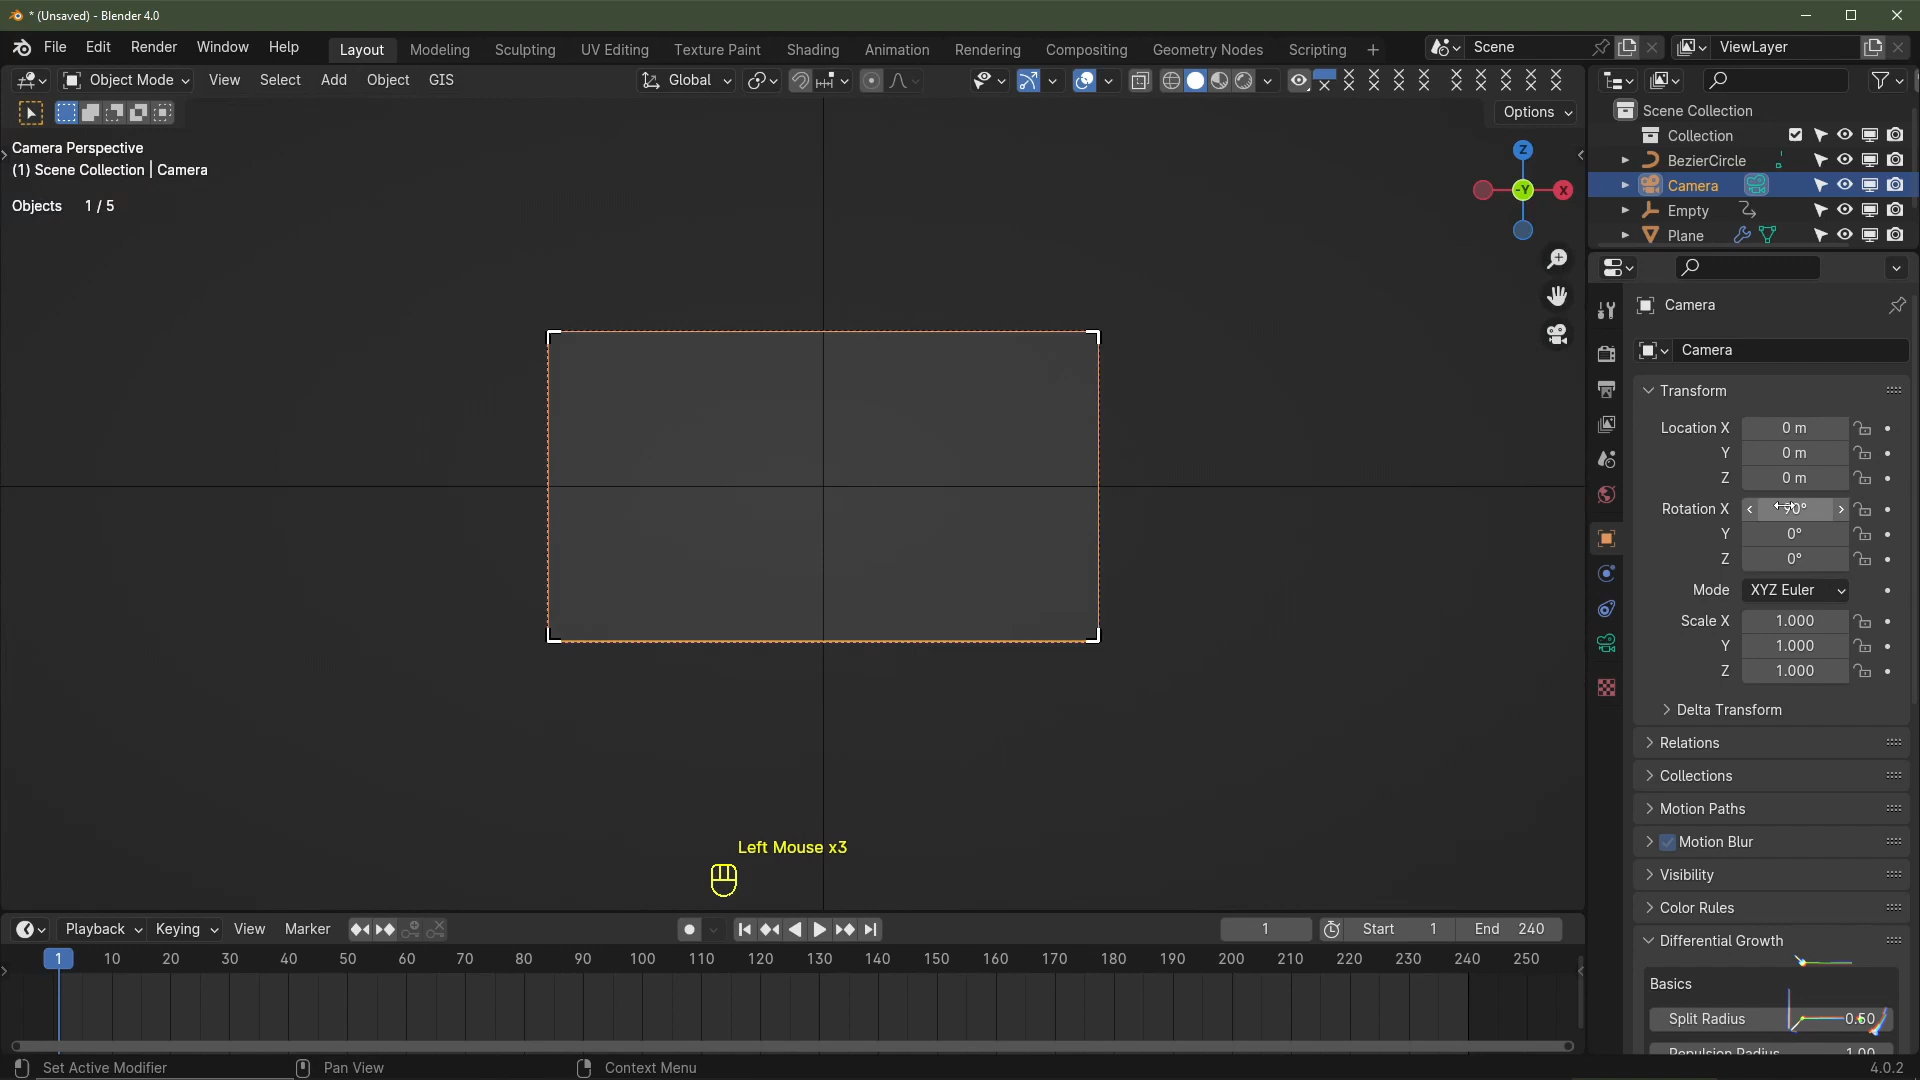 * (Unsaved) - Blender 4.0
File Edit Render Window Help
Layout Modeling Sculpting UV Editing Texture Paint Shading Animation Rendering Compositing Geometry Nodes Scripting +
Scene
ViewLayer
Object Mode View Select Add Object GIS
Global
Options
Camera Perspective
(1) Scene Collection | Camera
Objects 1 / 5
Z
-Y
X
Left Mouse x3
Scene Collection
Collection
BezierCircle
Camera
Empty
Plane
Camera
Camera
Transform
Location X 0 m
Y 0 m
Z 0 m
Rotation X 90°
Y 0°
Z 0°
Mode XYZ Euler
Scale X 1.000
Y 1.000
Z 1.000
Delta Transform
Relations
Collections
Motion Paths
Motion Blur
Visibility
Color Rules
Differential Growth
Basics
Split Radius 0.50
Repulsion Radius 1.00
Playback Keying View Marker
1 Start 1 End 240
1 10 20 30 40 50 60 70 80 90 100 110 120 130 140 150 160 170 180 190 200 210 220 230 240 250
Set Active Modifier Pan View Context Menu
4.0.2